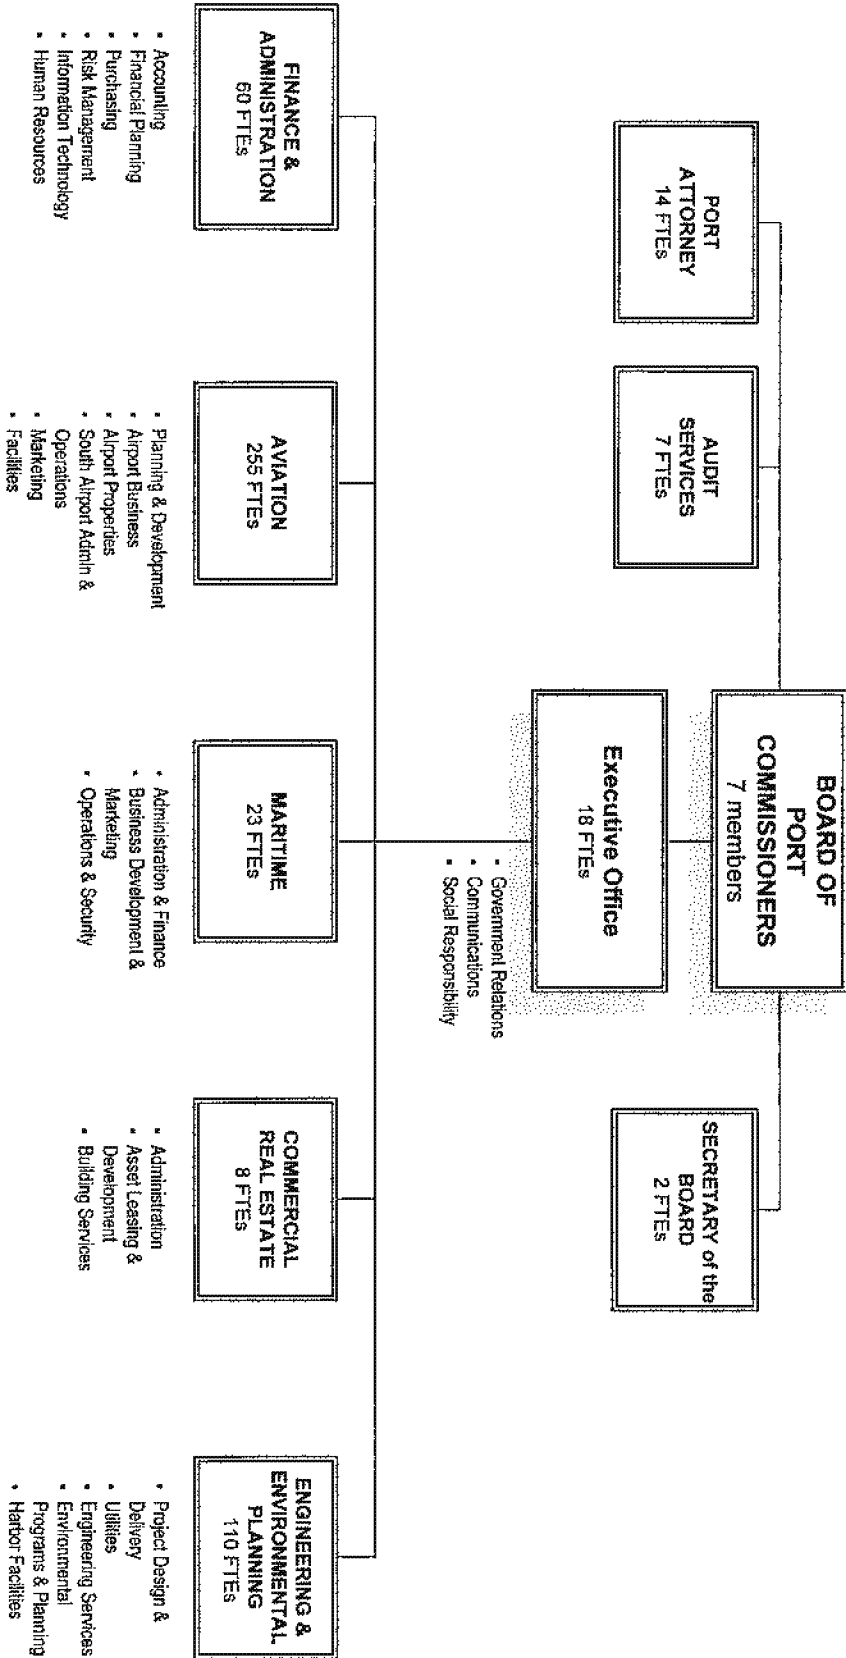 BOARD OF
PORT
COMMISSIONERS
7 members
PORT
ATTORNEY
14 FTEs
AUDIT
SERVICES
7 FTEs
SECRETARY of the
BOARD
2 FTEs
Executive Office
18 FTEs
• Government Relations
• Communications
• Social Responsibility
FINANCE &
ADMINISTRATION
60 FTEs
• Accounting
• Financial Planning
• Purchasing
• Risk Management
• Information Technology
• Human Resources
AVIATION
255 FTEs
• Planning & Development
• Airport Business
• Airport Properties
• South Airport Admin &
Operations
• Marketing
• Facilities
MARITIME
23 FTEs
• Administration & Finance
• Business Development &
Marketing
• Operations & Security
COMMERCIAL
REAL ESTATE
8 FTEs
• Administration
• Asset Leasing &
Development
• Building Services
ENGINEERING &
ENVIRONMENTAL
PLANNING
110 FTEs
• Project Design &
Delivery
• Utilities
• Engineering Services
• Environmental
Programs & Planning
• Harbor Facilities